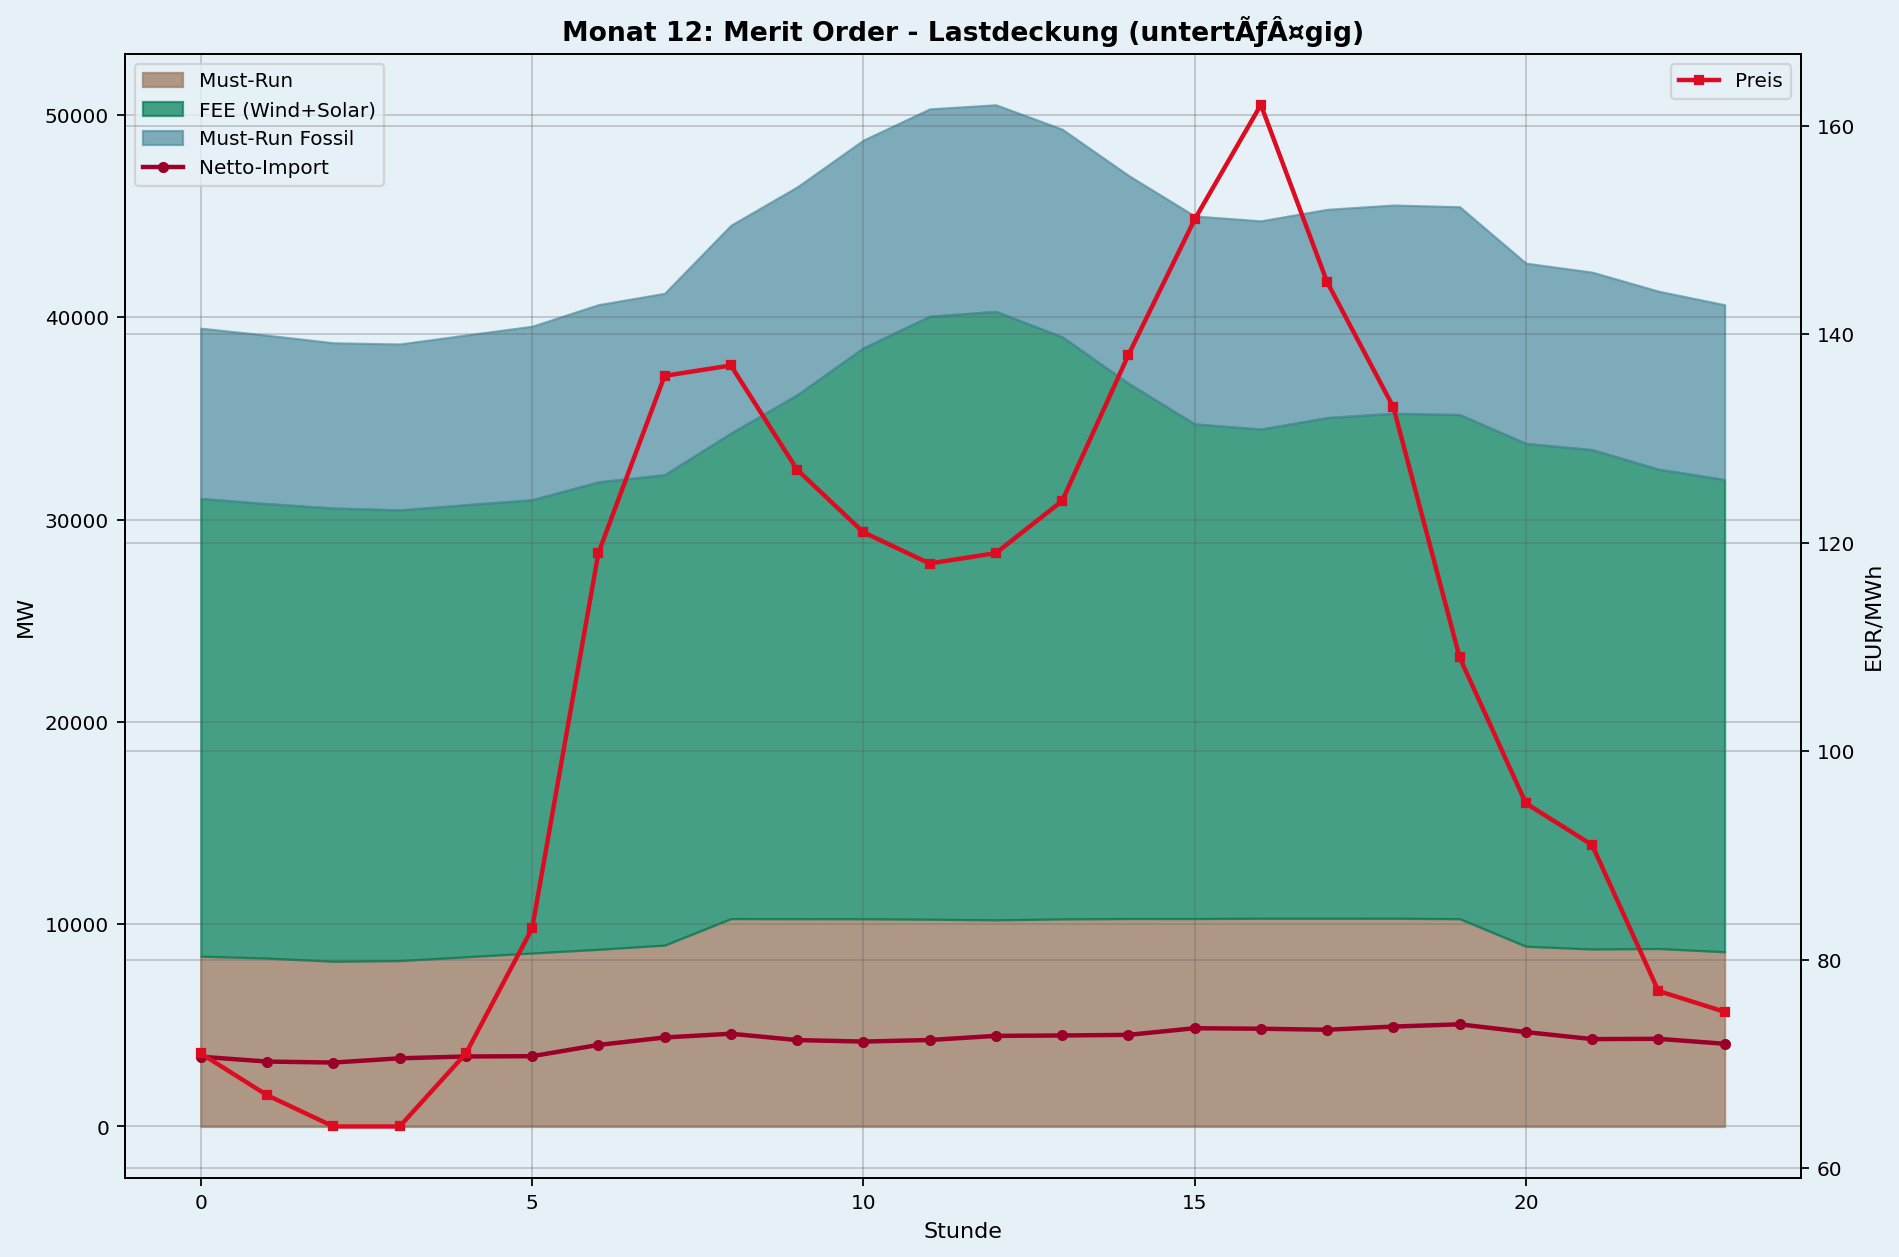 Monat 12: Merit Order - Lastdeckung (untertÃƒÂ¤gig)
Must-Run
FEE (Wind+Solar)
Must-Run Fossil
Netto-Import
Preis
50000
40000
30000
20000
10000
0
MW
160
140
120
100
80
60
EUR/MWh
0
5
10
15
20
Stunde